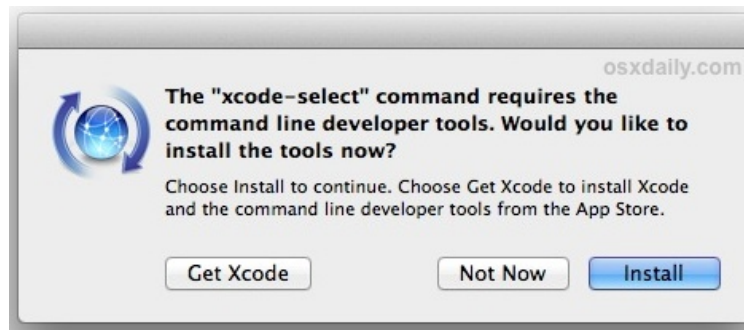 osxdaily.com
The "xcode-select" command requires the
command line developer tools. Would you like to
install the tools now?
Choose Install to continue. Choose Get Xcode to install Xcode
and the command line developer tools from the App Store.
Get Xcode
Not Now
Install